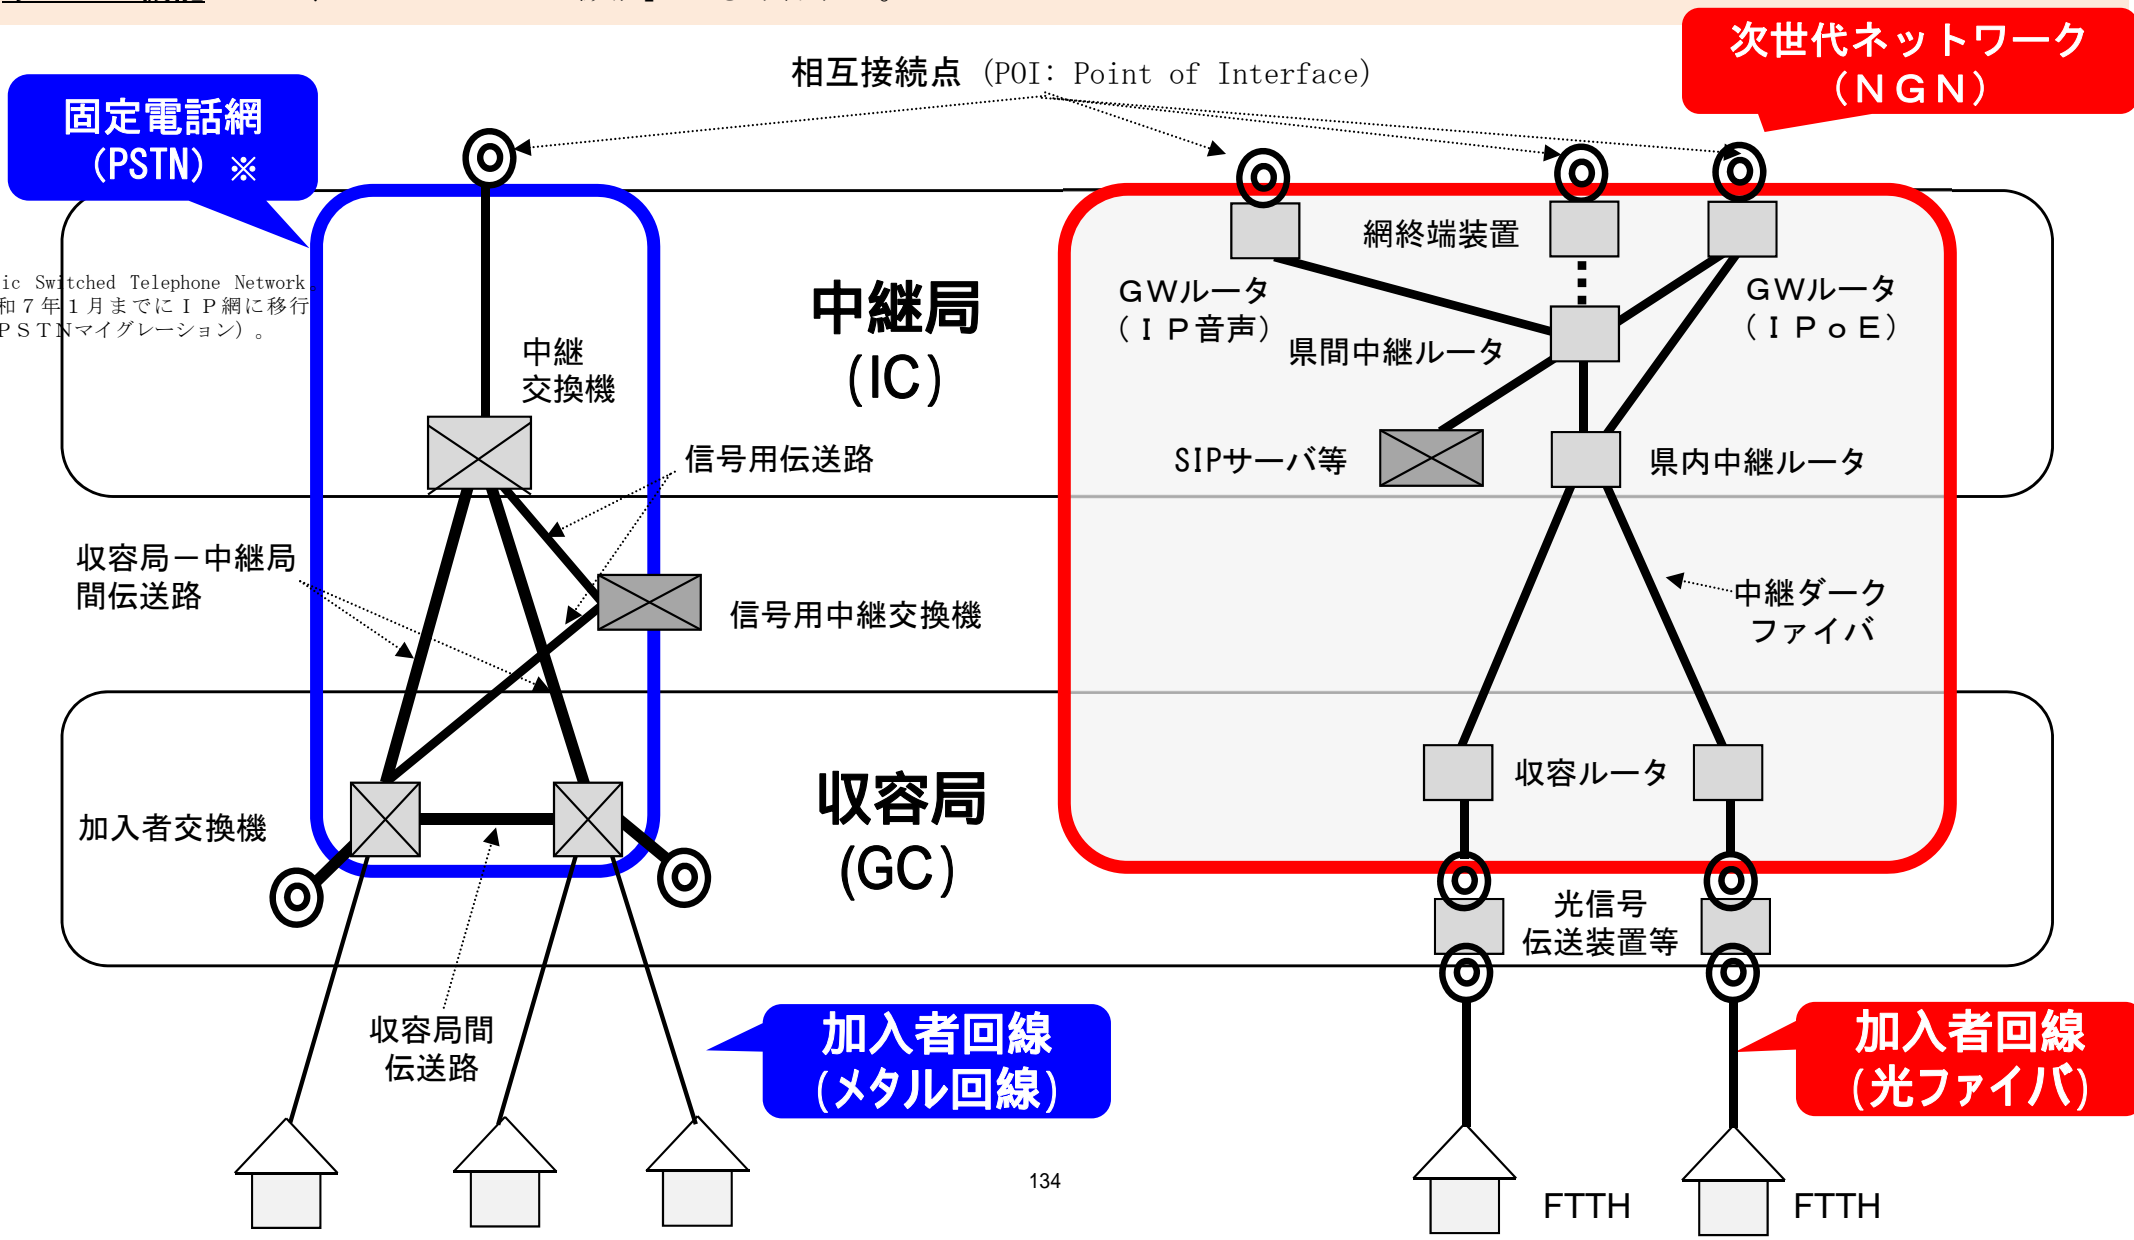 相互接続点（POI: Point of Interface）
次世代ネットワーク
（ＮＧＮ）
固定電話網
（PSTN）※
ic Switched Telephone Network。
和７年１月までにＩＰ網に移行
ＰＳＴＮマイグレーション）。
中継局
(IC)
中継
交換機
信号用伝送路
収容局－中継局
間伝送路
信号用中継交換機
網終端装置
ＧＷルータ
（ＩＰ音声）
ＧＷルータ
（ＩＰｏＥ）
県間中継ルータ
SIPサーバ等
県内中継ルータ
中継ダーク
ファイバ
収容局
(GC)
加入者交換機
収容ルータ
光信号
伝送装置等
収容局間
伝送路
加入者回線
(メタル回線)
加入者回線
(光ファイバ)
FTTH
FTTH
134